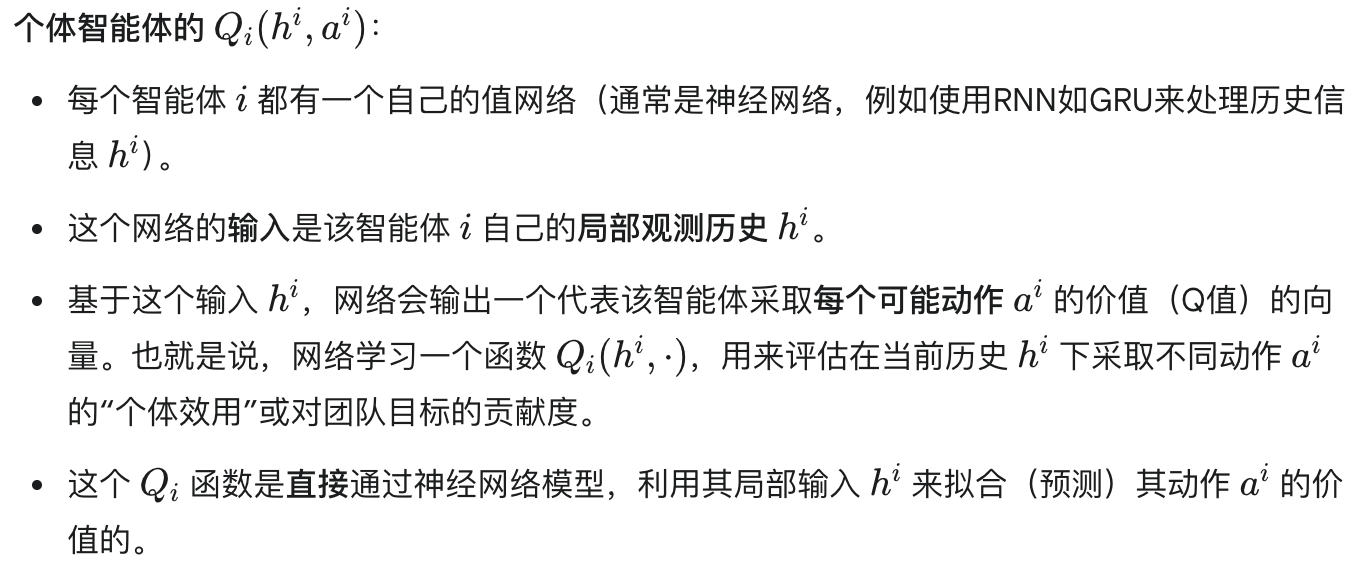 个体智能体的 $Q_i(h^i, a^i)$：
• 每个智能体 $i$ 都有一个自己的值网络（通常是神经网络，例如使用RNN如GRU来处理历史信
息 $h^i$）。
• 这个网络的输入是该智能体 $i$ 自己的局部观测历史 $h^i$。
• 基于这个输入 $h^i$，网络会输出一个代表该智能体采取每个可能动作 $a^i$ 的价值（Q值）的向
量。也就是说，网络学习一个函数 $Q_i(h^i, \cdot)$，用来评估在当前历史 $h^i$ 下采取不同动作 $a^i$
的“个体效用”或对团队目标的贡献度。
• 这个 $Q_i$ 函数是直接通过神经网络模型，利用其局部输入 $h^i$ 来拟合（预测）其动作 $a^i$ 的价
值的。